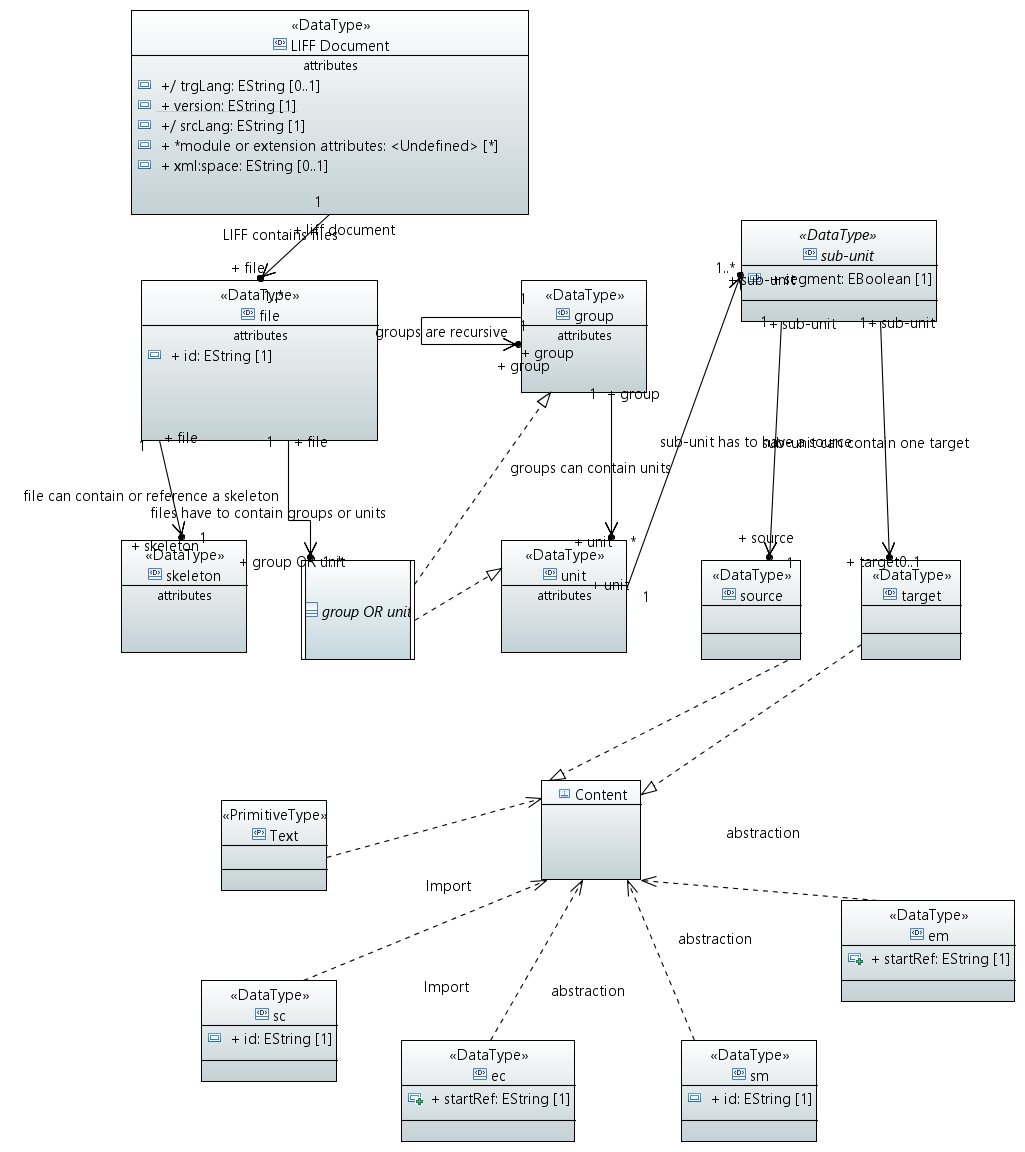 «DataType»
LIFF Document
attributes
+/ trgLang: EString [0..1]
+ version: EString [1]
+/ srcLang: EString [1]
+ *module or extension attributes: <Undefined> [*]
+ xml:space: EString [0..1]
1
+ liff document
LIFF contains files
+ file
1..*
«DataType»
file
attributes
+ id: EString [1]
1
+ file
1
+ file
«DataType»
group
attributes
1
1
groups are recursive
+ group
+ group
1
+ group
«DataType»
sub-unit
+ segment: EBoolean [1]
1..*
+ sub-unit
1
+ sub-unit
1
+ sub-unit
sub-unit has to have a source
sub-unit can contain one target
groups can contain units
file can contain or reference a skeleton
files have to contain groups or units
+ skeleton
1
«DataType»
skeleton
attributes
+ group OR unit
1..*
group OR unit
+ unit
*
«DataType»
unit
attributes
+ unit
1
+ source
1
«DataType»
source
+ target
0..1
«DataType»
target
Content
«PrimitiveType»
Text
abstraction
Import
abstraction
Import
abstraction
«DataType»
em
+ startRef: EString [1]
«DataType»
sc
+ id: EString [1]
«DataType»
ec
+ startRef: EString [1]
«DataType»
sm
+ id: EString [1]